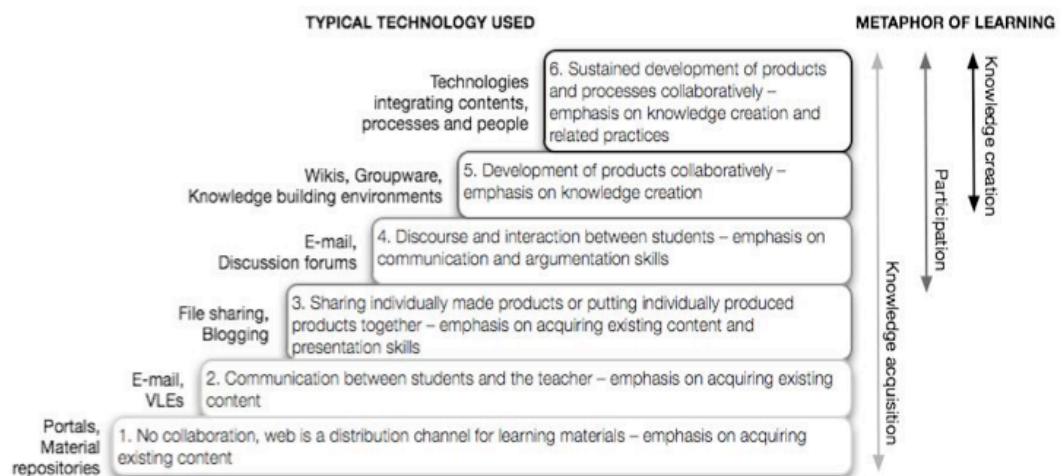 TYPICAL TECHNOLOGY USED
METAPHOR OF LEARNING
Technologies
integrating contents,
processes and people
6. Sustained development of products
and processes collaboratively –
emphasis on knowledge creation and
related practices
Wikis, Groupware,
Knowledge building environments
5. Development of products collaboratively –
emphasis on knowledge creation
E-mail,
Discussion forums
4. Discourse and interaction between students – emphasis on
communication and argumentation skills
File sharing,
Blogging
3. Sharing individually made products or putting individually produced
products together – emphasis on acquiring existing content and
presentation skills
E-mail,
VLEs
2. Communication between students and the teacher – emphasis on acquiring existing
content
Portals,
Material
repositories
1. No collaboration, web is a distribution channel for learning materials – emphasis on acquiring
existing content
Knowledge acquisition
Participation
Knowledge creation